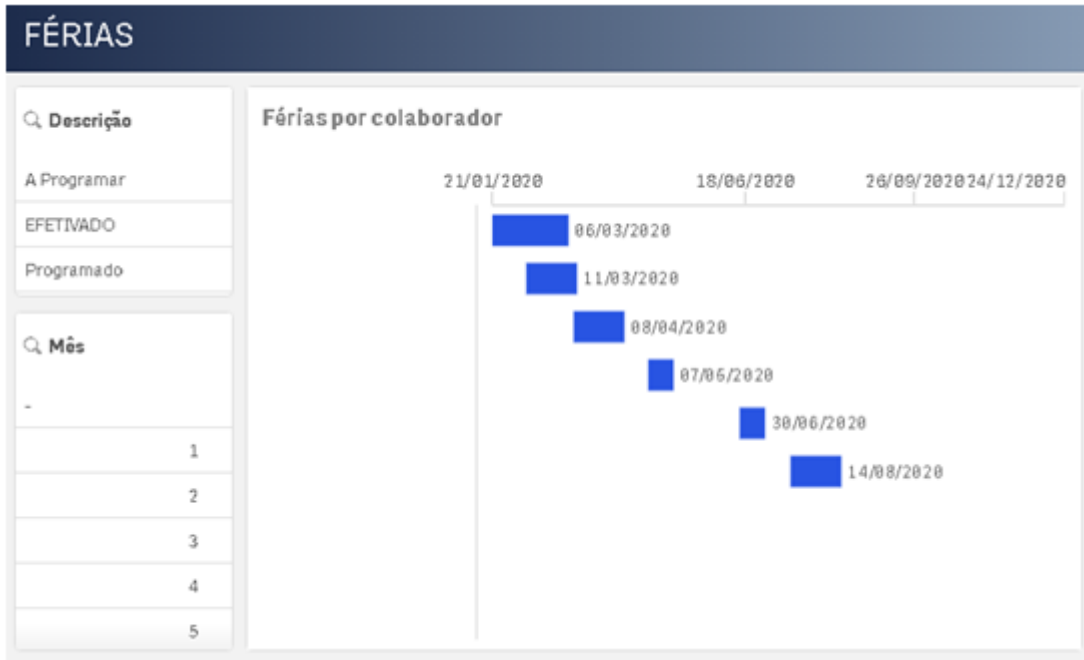 FÉRIAS
Descrição
A Programar
EFETIVADO
Programado
Mês
-
1
2
3
4
5
Férias por colaborador
21/01/2020 18/06/2020 26/09/2020 24/12/2020
06/03/2020
11/03/2020
08/04/2020
07/06/2020
30/06/2020
14/08/2020